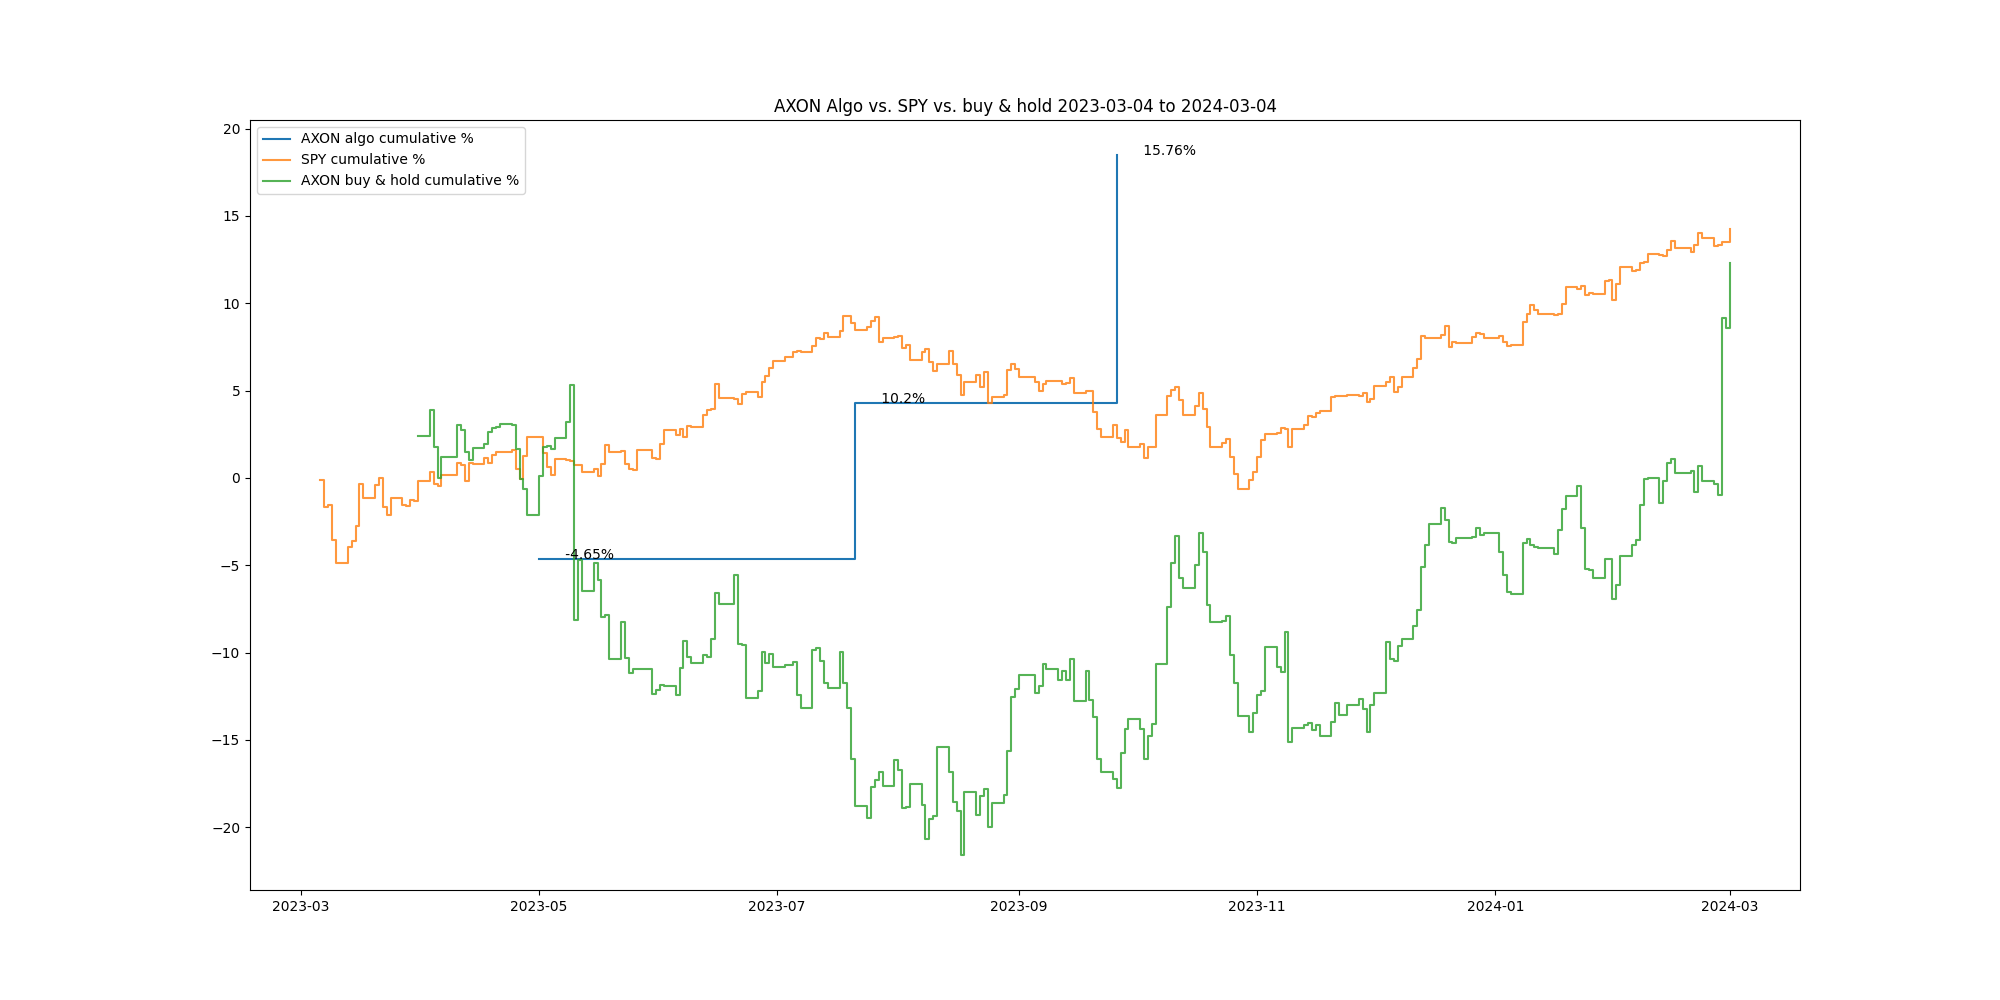 AXON Algo vs. SPY vs. buy & hold 2023-03-04 to 2024-03-04
AXON algo cumulative %
SPY cumulative %
AXON buy & hold cumulative %
20
15
10
5
0
−5
−10
−15
−20
15.76%
10.2%
-4.65%
2023-03 2023-05 2023-07 2023-09 2023-11 2024-01 2024-03